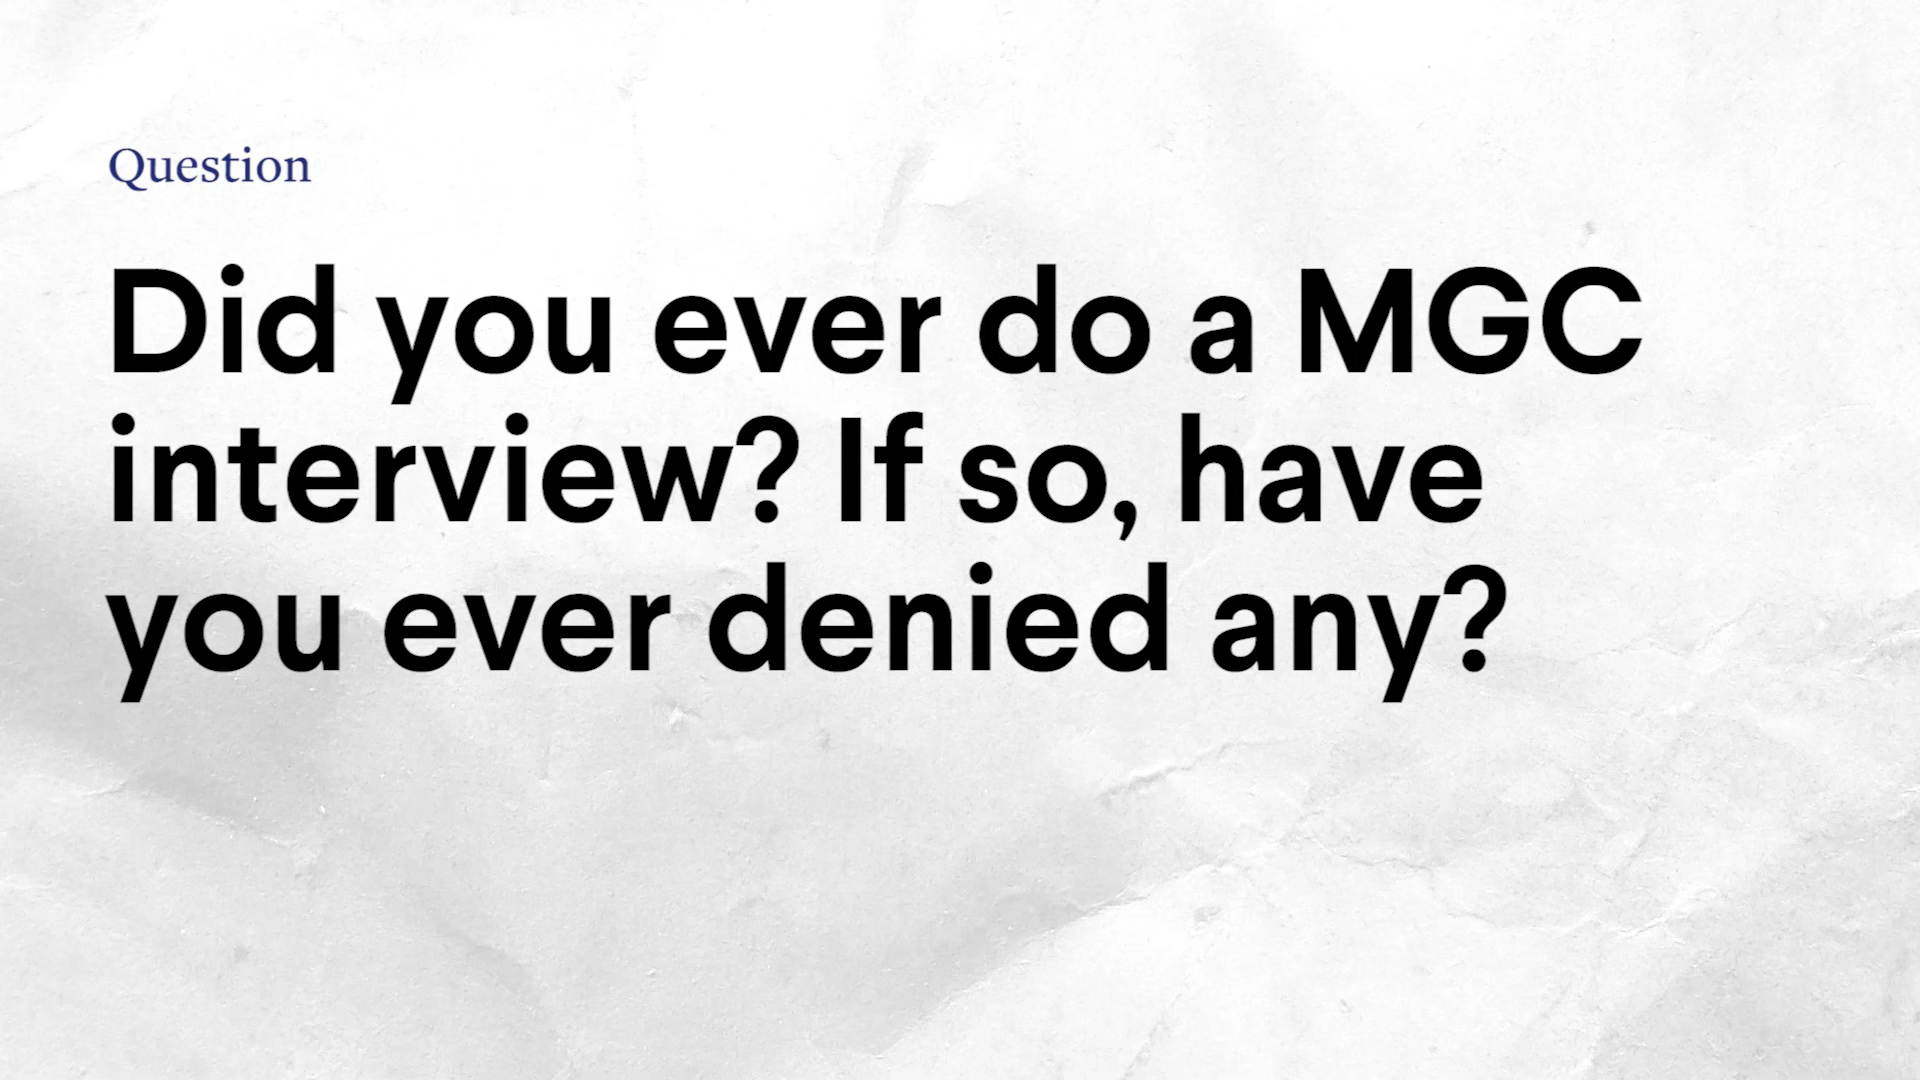 Question
Did you ever do a MGC
interview? If so, have
you ever denied any?